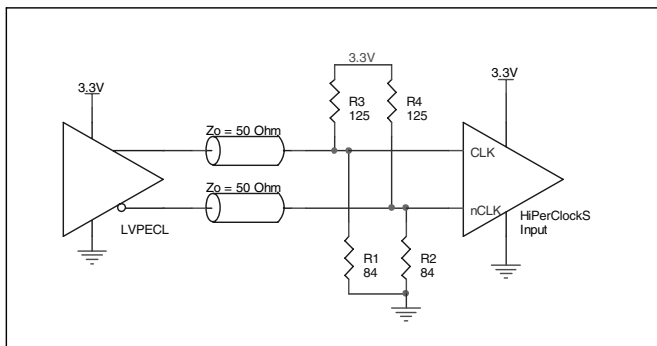 3.3V
3.3V
3.3V
R3
125
R4
125
Zo = 50 Ohm
CLK
Zo = 50 Ohm
nCLK
HiPerClockS
Input
LVPECL
R1
84
R2
84